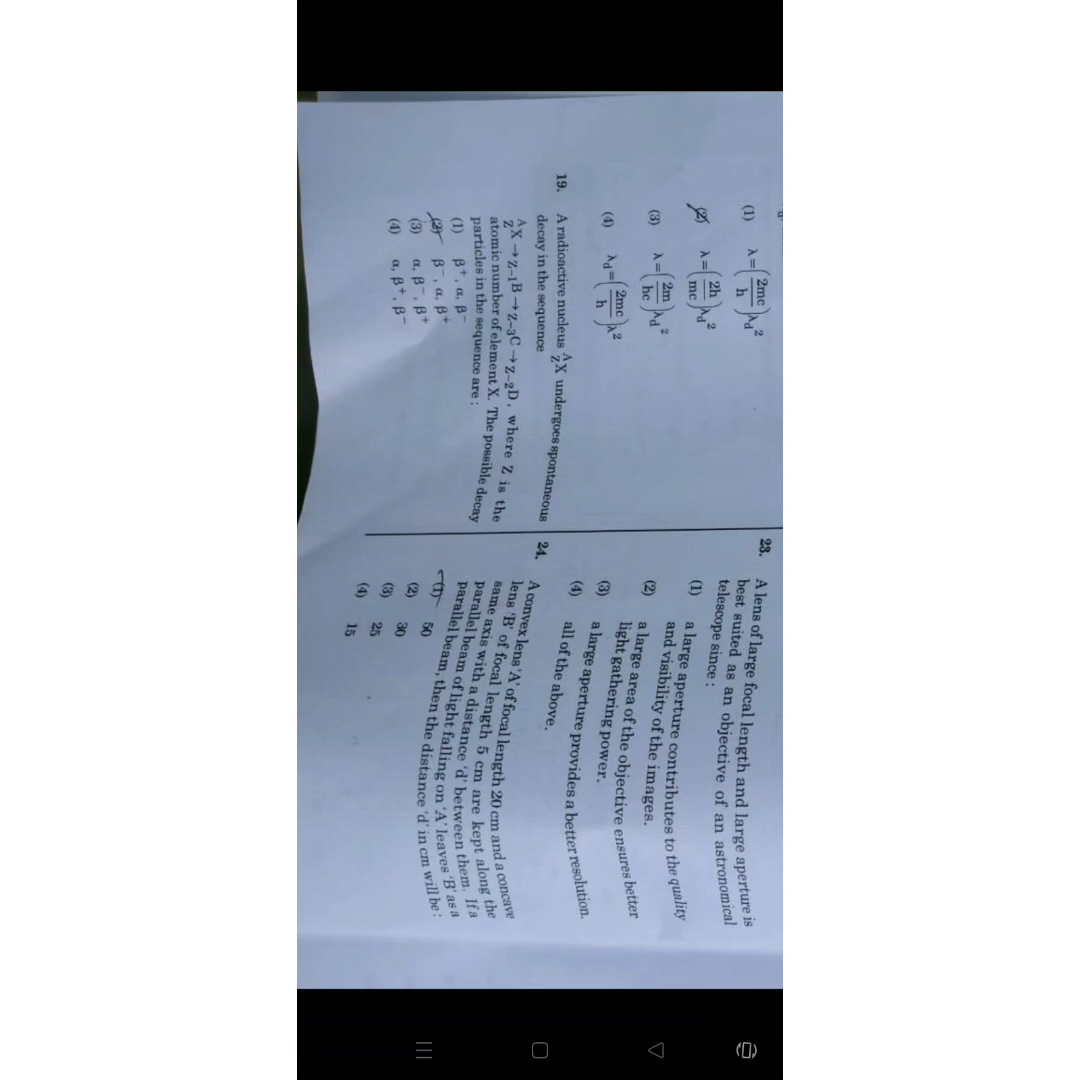 (1) λ = (2mc/h) λd²
(2) λ = (2h/mc) λd²
(3) λ = (2m/hc) λd²
(4) λd = (2mc/h) λ²
19. A radioactive nucleus ᴬ_Z X undergoes spontaneous
decay in the sequence
ᴬ_Z X → Z–1B → Z–3C → Z–2D, where Z is the
atomic number of element X. The possible decay
particles in the sequence are :
(1) β⁺, α, β⁻
(2) β⁻, α, β⁺
(3) α, β⁻, β⁺
(4) α, β⁺, β⁻
23. A lens of large focal length and large aperture is
best suited as an objective of an astronomical
telescope since :
(1) a large aperture contributes to the quality
and visibility of the images.
(2) a large area of the objective ensures better
light gathering power.
(3) a large aperture provides a better resolution.
(4) all of the above.
24. A convex lens 'A' of focal length 20 cm and a concave
lens 'B' of focal length 5 cm are kept along the
same axis with a distance 'd' between them. If a
parallel beam of light falling on 'A' leaves 'B' as a
parallel beam, then the distance 'd' in cm will be :
(1) 50
(2) 30
(3) 25
(4) 15